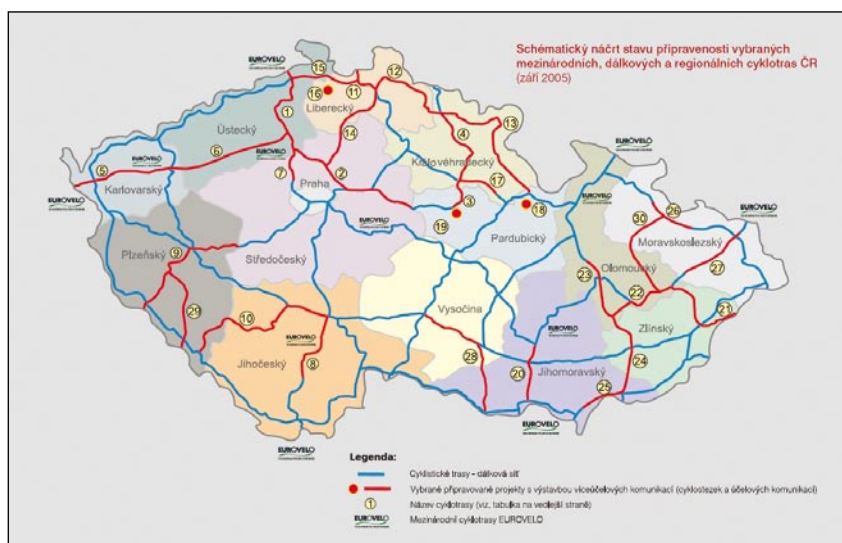 Schématický náčrt stavu připravenosti vybraných
mezinárodních, dálkových a regionálních cyklotras ČR
(září 2005)
EUROVELO
15
12
16
11
Liberecký
1
Ústecký
14
13
6
4
EUROVELO
Královéhradecký
5
EUROVELO
7
2
17
Karlovarský
Praha
EUROVELO
3
18
EUROVELO
19
30
26
EUROVELO
Pardubický
Moravskoslezský
Plzeňský
9
Středočeský
27
Olomoucký
23
22
Vysočina
21
29
10
Zlínský
EUROVELO
EUROVELO
Jihočeský
8
28
24
20
Jihomoravský
25
EUROVELO
EUROVELO
EUROVELO
Legenda:
Cyklistické trasy - dálková síť
Vybrané připravované projekty s výstavbou víceúčelových komunikací (cyklostezek a účelových komunikací)
1 Název cyklotrasy (viz, tabulka na vedlejší straně)
EUROVELO Mezinárodní cyklotrasy EUROVELO